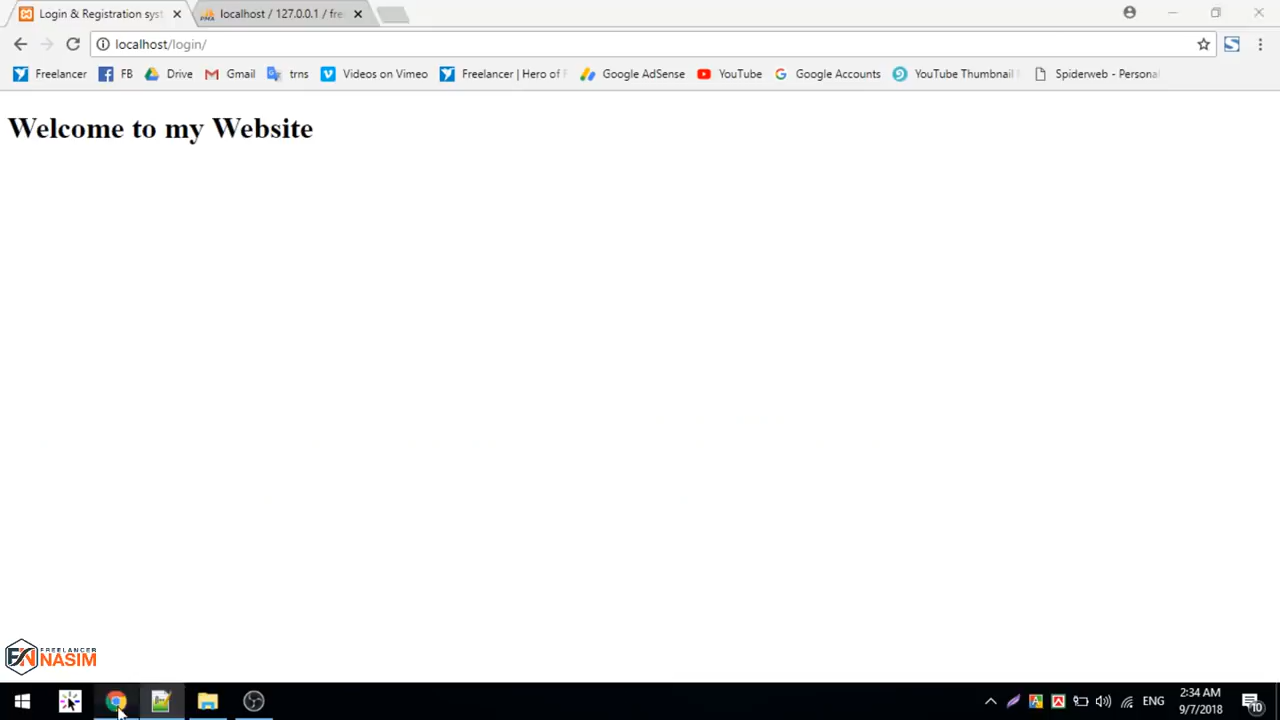 Login & Registration syst
localhost / 127.0.0.1 / fre
localhost/login/
Freelancer
FB
Drive
Gmail
trns
Videos on Vimeo
Freelancer | Hero of F
Google AdSense
YouTube
Google Accounts
YouTube Thumbnail
Spiderweb - Personal
Welcome to my Website
FREELANCER
NASIM
ENG
2:34 AM
9/7/2018
10